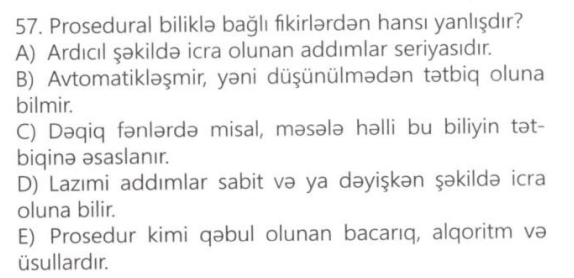 57. Prosedural biliklə bağlı fikirlərdən hansı yanlışdır?
A) Ardıcıl şəkildə icra olunan addımlar seriyasıdır.
B) Avtomatikləşmir, yəni düşünülmədən tətbiq oluna
bilmir.
C) Dəqiq fənlərdə misal, məsələ həlli bu biliyin tət-
biqinə əsaslanır.
D) Lazımi addımlar sabit və ya dəyişkən şəkildə icra
oluna bilir.
E) Prosedur kimi qəbul olunan bacarıq, alqoritm və
üsullardır.